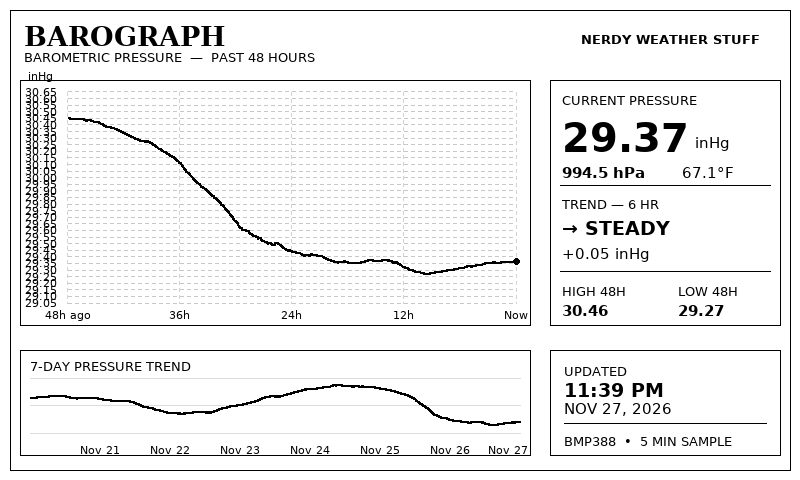 BAROGRAPH
BAROMETRIC PRESSURE — PAST 48 HOURS
NERDY WEATHER STUFF
inHg
30.65
30.60
30.55
30.50
30.45
30.40
30.35
30.30
30.25
30.20
30.15
30.10
30.05
30.00
29.95
29.90
29.85
29.80
29.75
29.70
29.65
29.60
29.55
29.50
29.45
29.40
29.35
29.30
29.25
29.20
29.15
29.10
29.05
48h ago 36h 24h 12h Now
CURRENT PRESSURE
29.37 inHg
994.5 hPa 67.1°F
TREND — 6 HR
→ STEADY
+0.05 inHg
HIGH 48H LOW 48H
30.46 29.27
7-DAY PRESSURE TREND
Nov 21 Nov 22 Nov 23 Nov 24 Nov 25 Nov 26 Nov 27
UPDATED
11:39 PM
NOV 27, 2026
BMP388 • 5 MIN SAMPLE